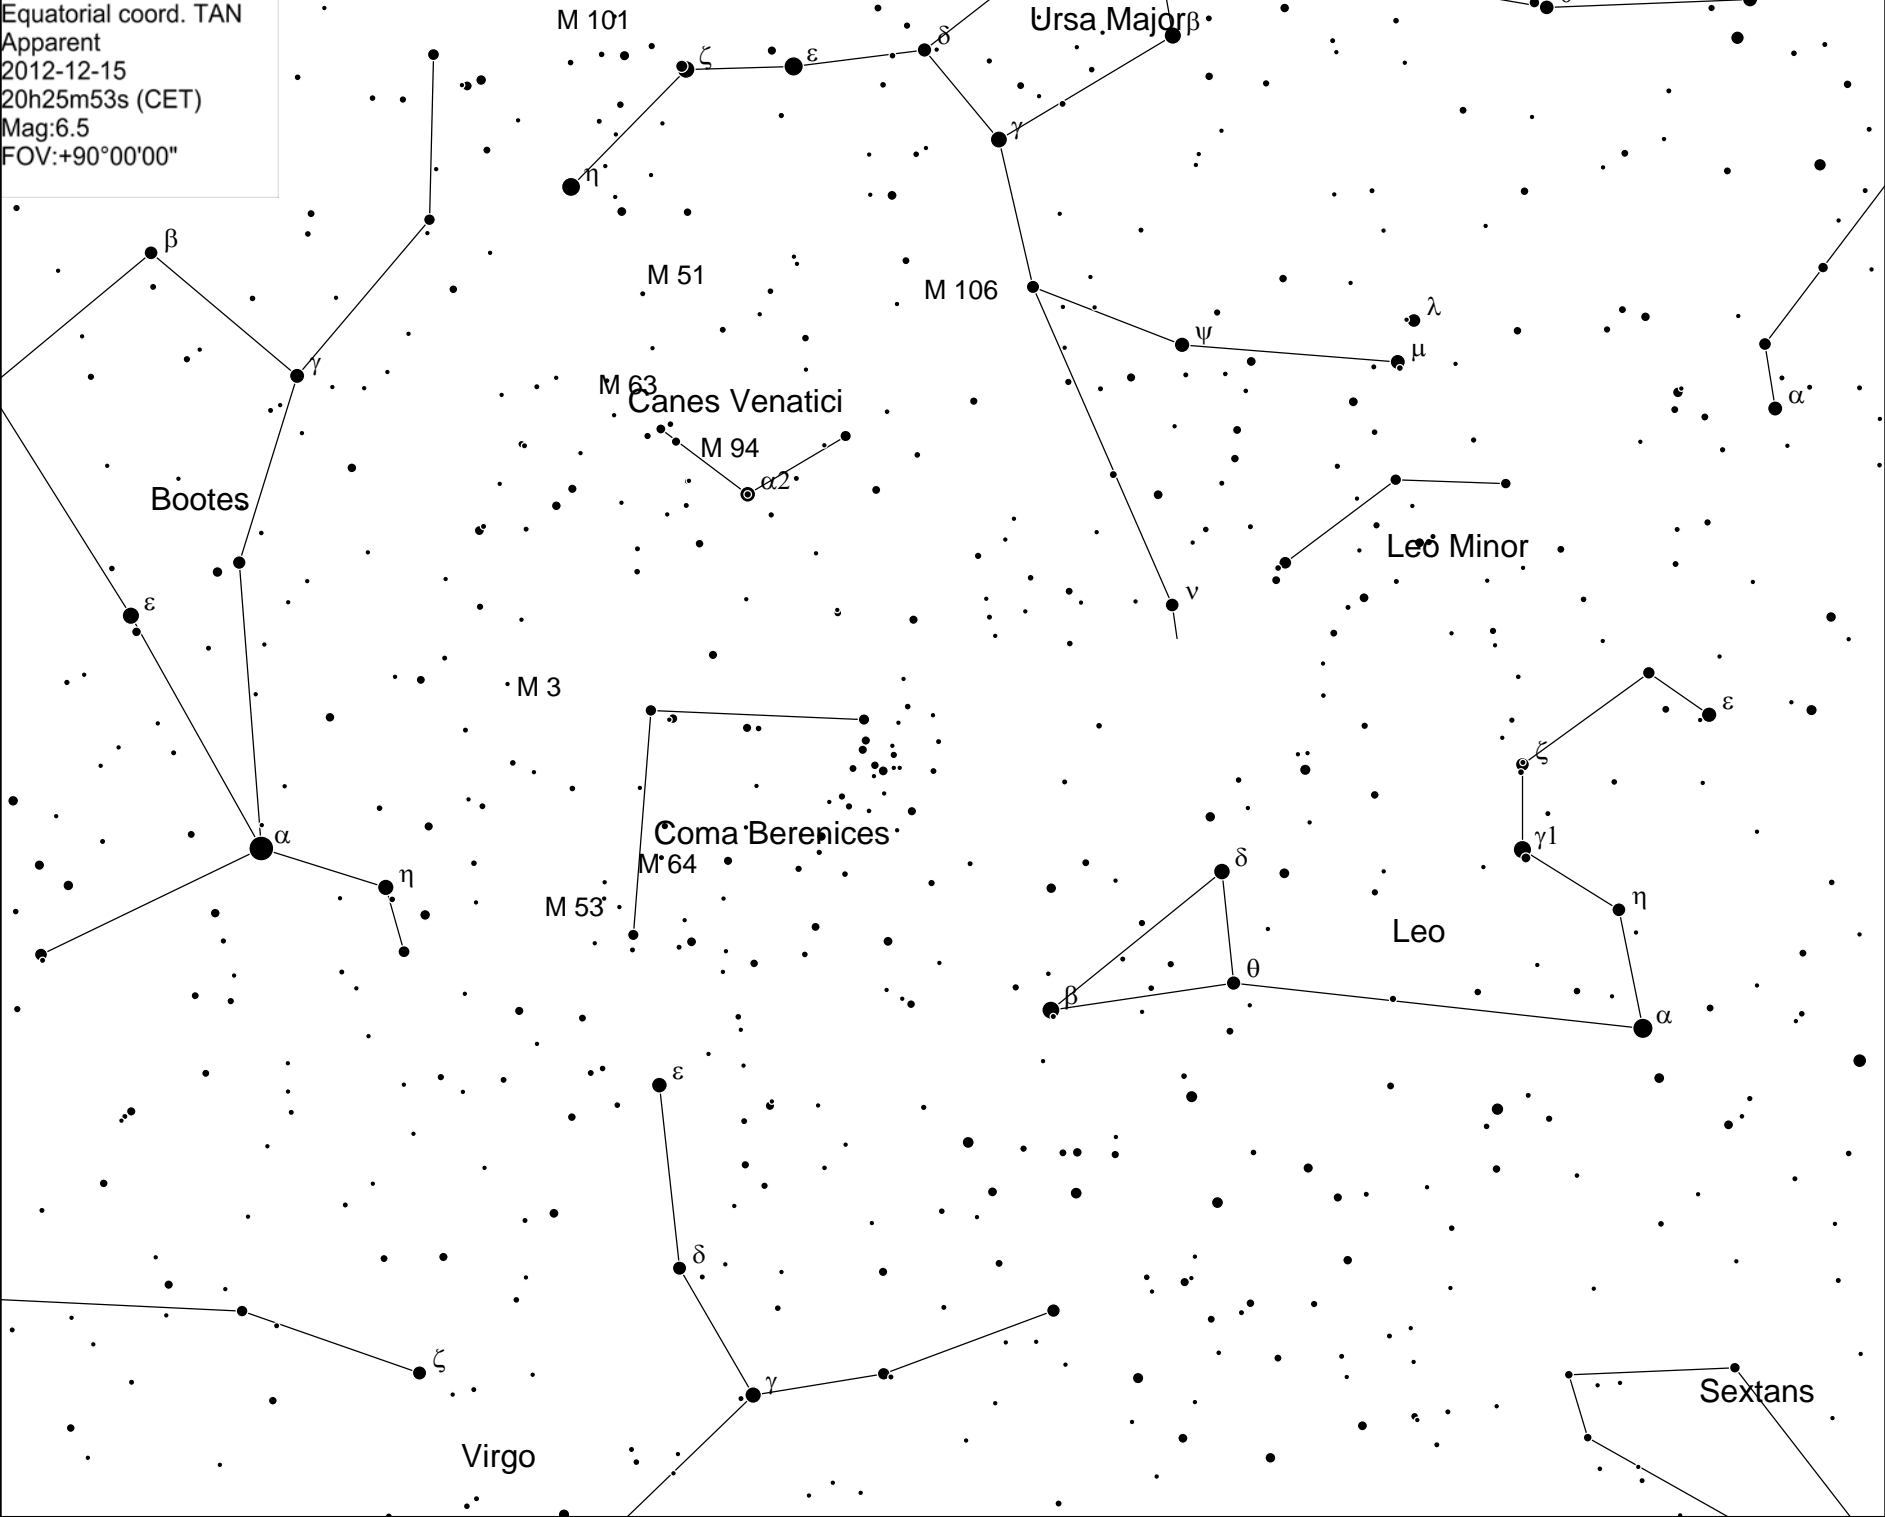 Equatorial coord. TAN
Apparent
2012-12-15
20h25m53s (CET)
Mag:6.5
FOV:+90°00'00"
M 101
Ursa Major
β
δ
ζ
ε
γ
η
β
M 51
M 106
λ
ψ
μ
γ
M 63
Canes Venatici
α
M 94
α2
Bootes
Leo Minor
ν
ε
M 3
ε
ζ
Coma Berenices
α
γ1
M 64
δ
η
η
M 53
Leo
θ
β
α
ε
δ
ζ
γ
Sextans
Virgo